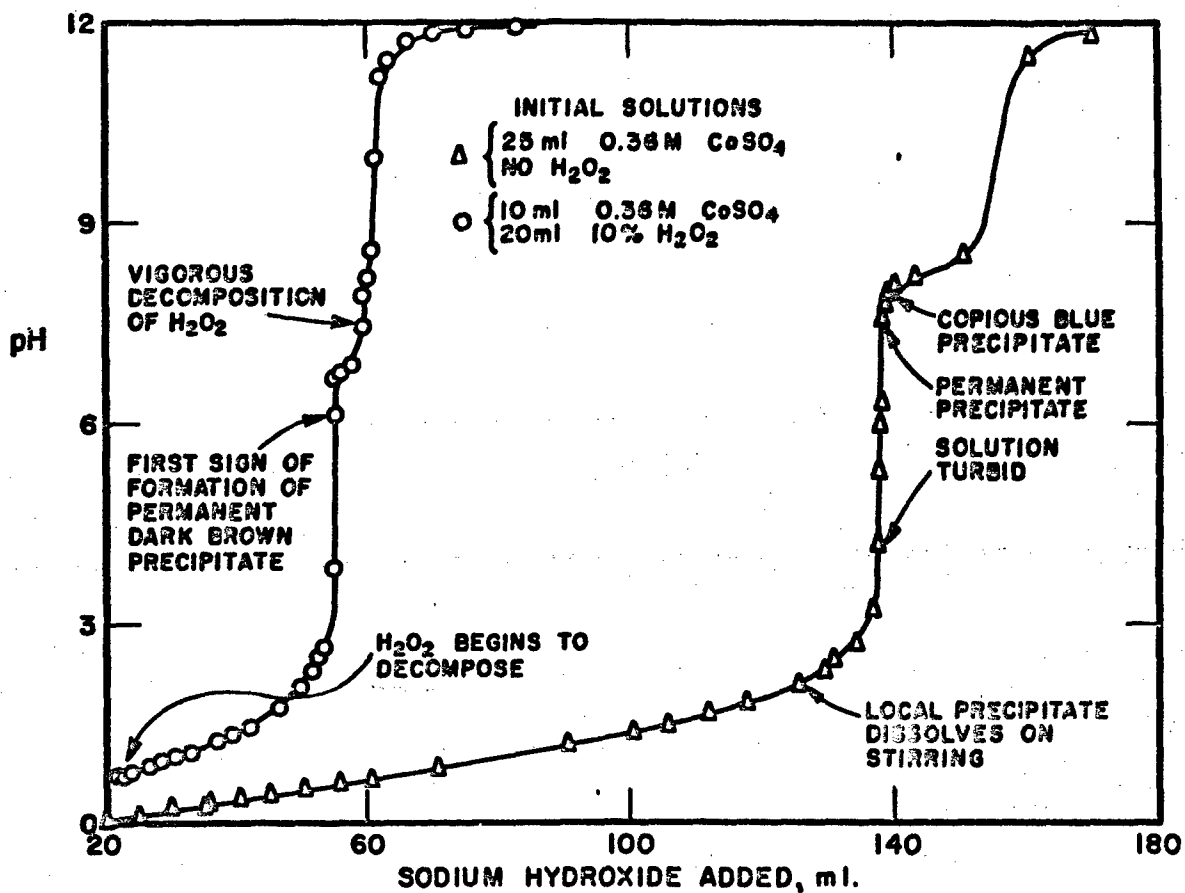 12
9
6
3
0
pH
20
60
100
140
180
SODIUM HYDROXIDE ADDED, ml.
INITIAL SOLUTIONS
Δ { 25 ml 0.36M CoSO₄
NO H₂O₂
O { 10 ml 0.36M CoSO₄
20ml 10% H₂O₂
VIGOROUS
DECOMPOSITION
OF H₂O₂
FIRST SIGN OF
FORMATION OF
PERMANENT
DARK BROWN
PRECIPITATE
H₂O₂ BEGINS TO
DECOMPOSE
COPIOUS BLUE
PRECIPITATE
PERMANENT
PRECIPITATE
SOLUTION
TURBID
LOCAL PRECIPITATE
DISSOLVES ON
STIRRING